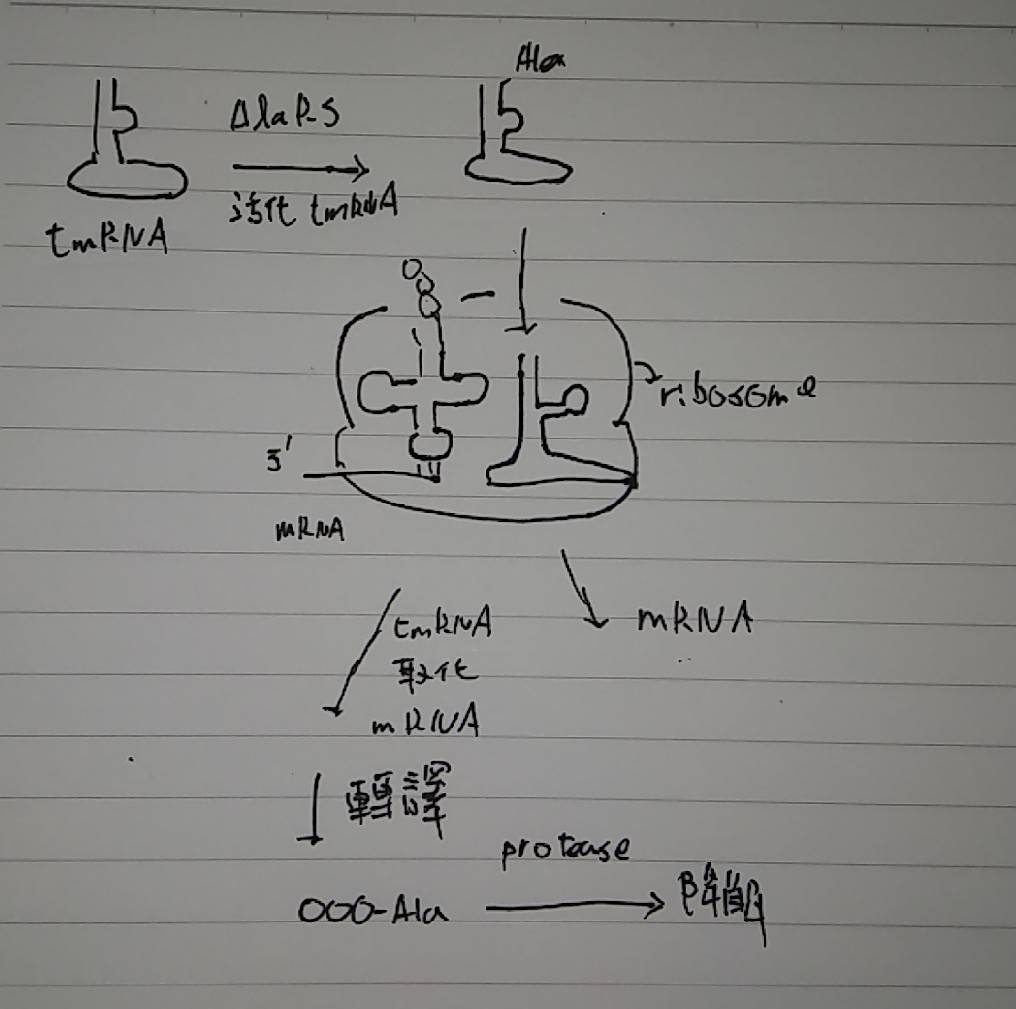 Ala
AlaRS
活化 tmRNA
tmRNA
ribosome
3'
mRNA
tmRNA
取代
mRNA
mRNA
轉譯
protease
OOO-Ala
降解